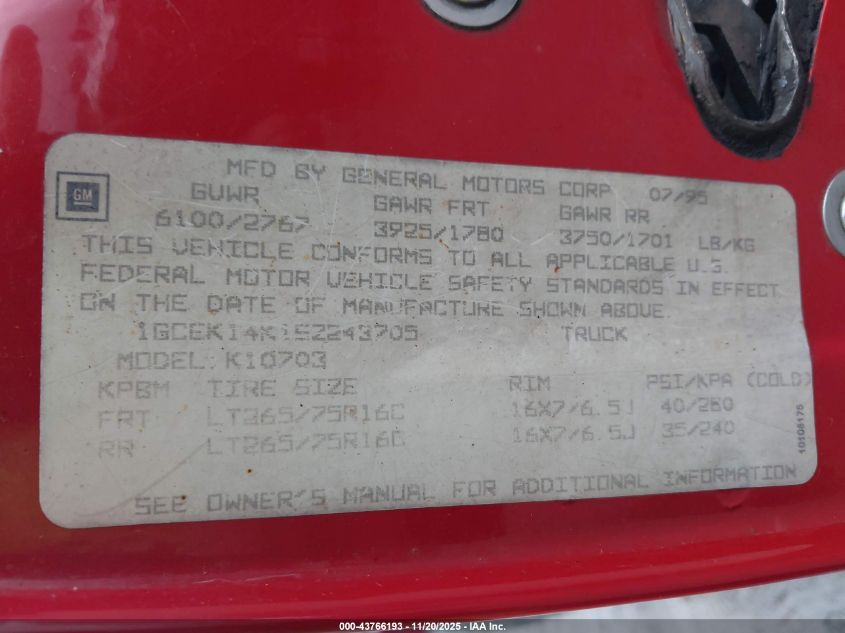 GM
MFD BY GENERAL MOTORS CORP 07/95
GVWR GAWR FRT GAWR RR
6100/2767 3925/1780 3750/1701 LB/KG
THIS VEHICLE CONFORMS TO ALL APPLICABLE U.S.
FEDERAL MOTOR VEHICLE SAFETY STANDARDS IN EFFECT
ON THE DATE OF MANUFACTURE SHOWN ABOVE.
1GCEK14K1SZ243705 TRUCK
MODEL: K10703
KPBM TIRE SIZE RIM PSI/KPA (COLD)
FRT LT265/75R16C 16X7/6.5J 40/280
RR LT265/75R16C 16X7/6.5J 35/240
SEE OWNER'S MANUAL FOR ADDITIONAL INFORMATION
10108175
000-43766193 - 11/20/2025 - IAA Inc.